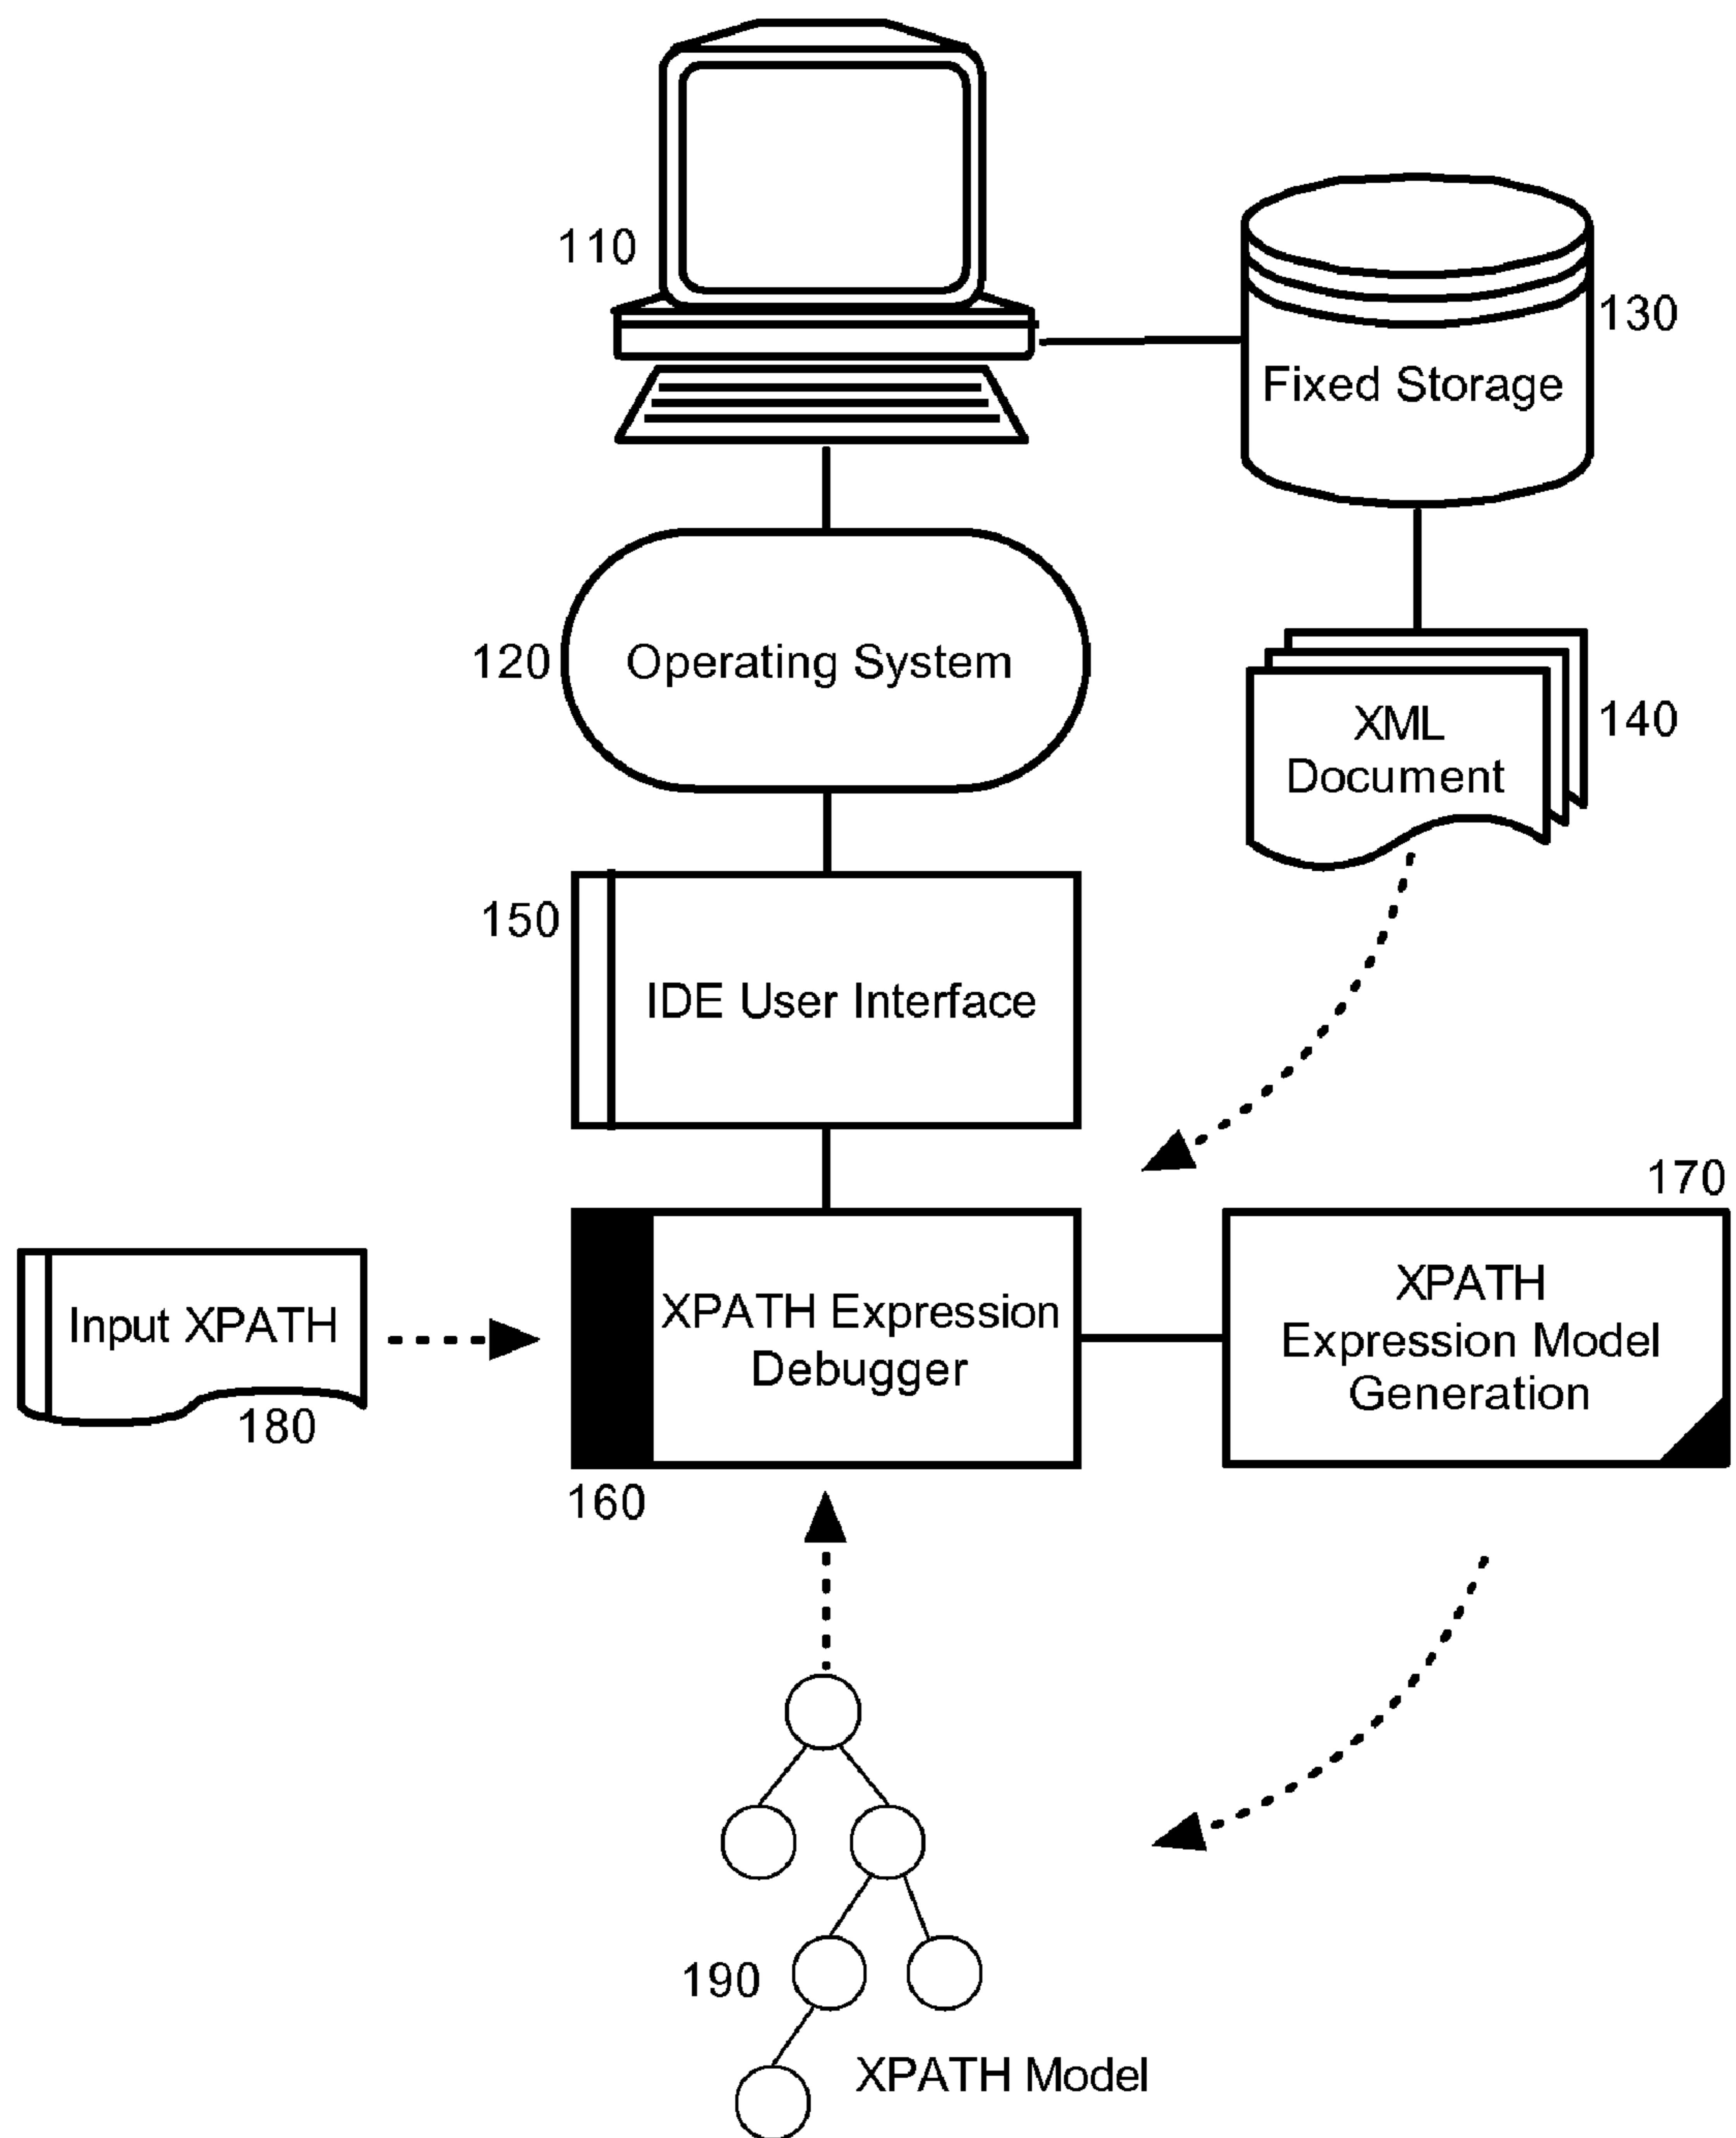 110
130
Fixed Storage
120
Operating System
140
XML
Document
150
IDE User Interface
170
Input XPATH
180
XPATH Expression
Debugger
160
XPATH
Expression Model
Generation
190
XPATH Model